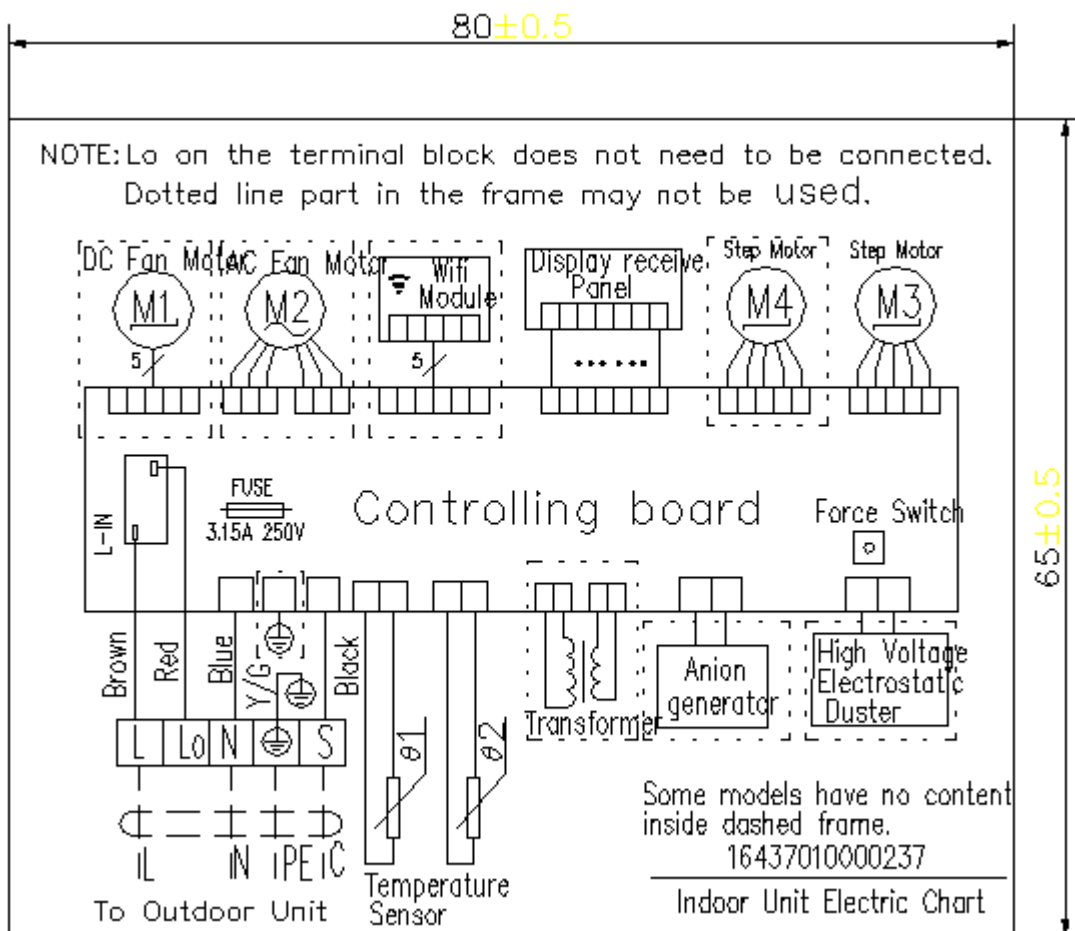 80±0.5
NOTE: Lo on the terminal block does not need to be connected.
Dotted line part in the frame may not be used.
DC Fan Motor
AC Fan Motor
Wifi
Module
Display receive
Panel
Step Motor
Step Motor
M1
M2
M4
M3
5
5
L-IN
FUSE
3.15A 250V
Controlling board
Force Switch
65±0.5
Brown
Red
Blue
Y/G
Black
Transformer
Anion
generator
High Voltage
Electrostatic
Duster
L
Lo
N
S
θ1
θ2
L
N
PE
C
To Outdoor Unit
Temperature
Sensor
Some models have no content
inside dashed frame.
16437010000237
Indoor Unit Electric Chart